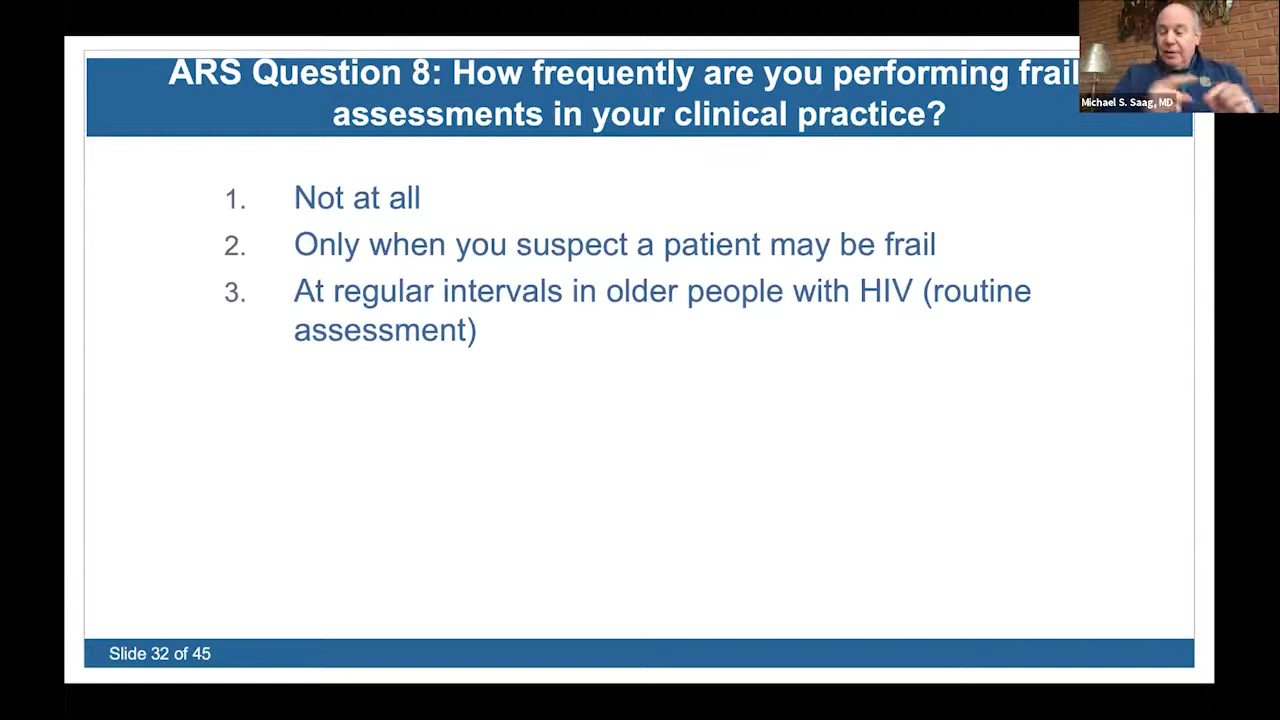 ARS Question 8: How frequently are you performing frail
assessments in your clinical practice?
Michael S. Saag, MD
1. Not at all
2. Only when you suspect a patient may be frail
3. At regular intervals in older people with HIV (routine
assessment)
Slide 32 of 45